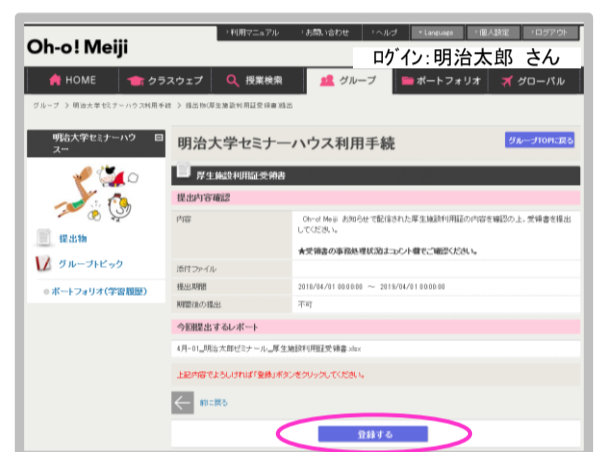 Oh-o! Meiji
利用マニュアル
お問い合わせ
ヘルプ
Language
個人設定
ログアウト
ログイン:明治太郎 さん
HOME
クラスウェブ
授業検索
グループ
ポートフォリオ
グローバル
グループ > 明治大学セミナーハウス利用手続 > 提出物(厚生施設利用証受領書)提出
明治大学セミナーハウ
ス…
提出物
グループトピック
ポートフォリオ(学習履歴)
明治大学セミナーハウス利用手続
グループTOPに戻る
厚生施設利用証受領書
提出内容確認
内容
Oh-o! Meiji お知らせで配信された厚生施設利用証の内容を確認の上、受領書を提出
してください。
★受領書の事務処理状況はコメント欄でご確認ください。
添付ファイル
提出期間
2018/04/01 00:00:00 ～ 2019/04/01 00:00:00
期間後の提出
不可
今回提出するレポート
4月-01_明治太郎ゼミナール_厚生施設利用証受領書.xlsx
上記内容でよろしければ「登録」ボタンをクリックしてください。
前に戻る
登録する